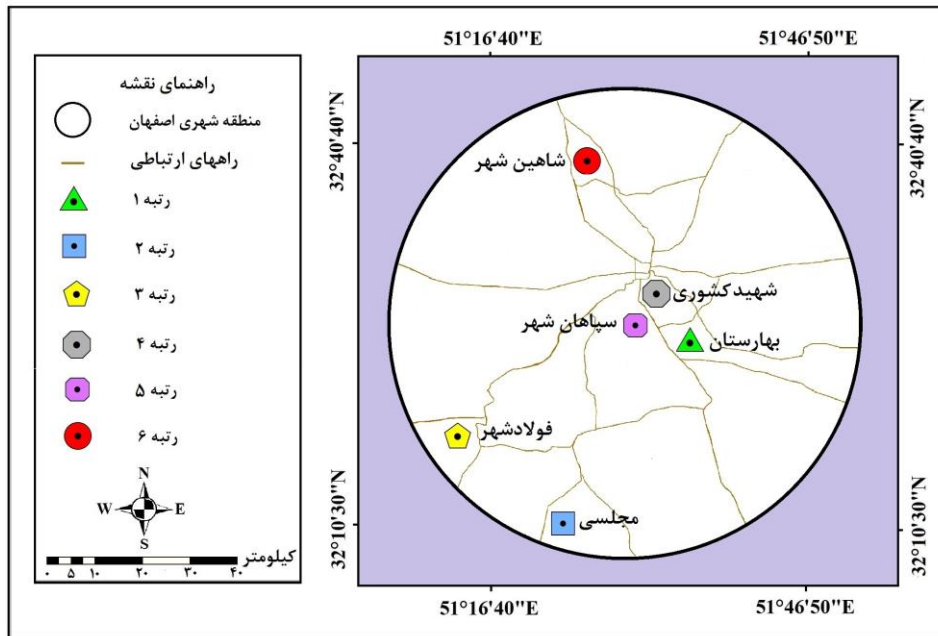 51°16'40"E
51°46'50"E
راهنمای نقشه
منطقه شهری اصفهان
راههای ارتباطی
رتبه ۱
رتبه ۲
رتبه ۳
رتبه ۴
رتبه ۵
رتبه ۶
N
W
E
S
کیلومتر
۰
۵
۱۰
۲۰
۳۰
۴۰
32°40'40"N
32°40'40"N
شاهین شهر
شهیدکشوری
سپاهان شهر
بهارستان
فولادشهر
مجلسی
32°10'30"N
32°10'30"N
51°16'40"E
51°46'50"E